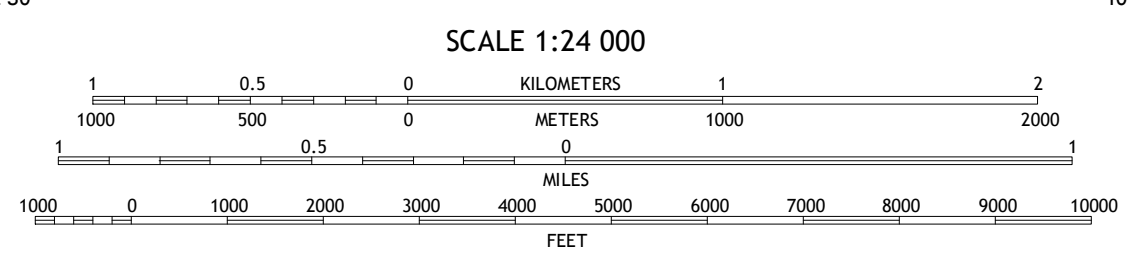 SCALE 1:24 000
1 0.5 0 KILOMETERS 1 2
1000 500 0 METERS 1000 2000
1 0.5 0 1
MILES
1000 0 1000 2000 3000 4000 5000 6000 7000 8000 9000 10000
FEET